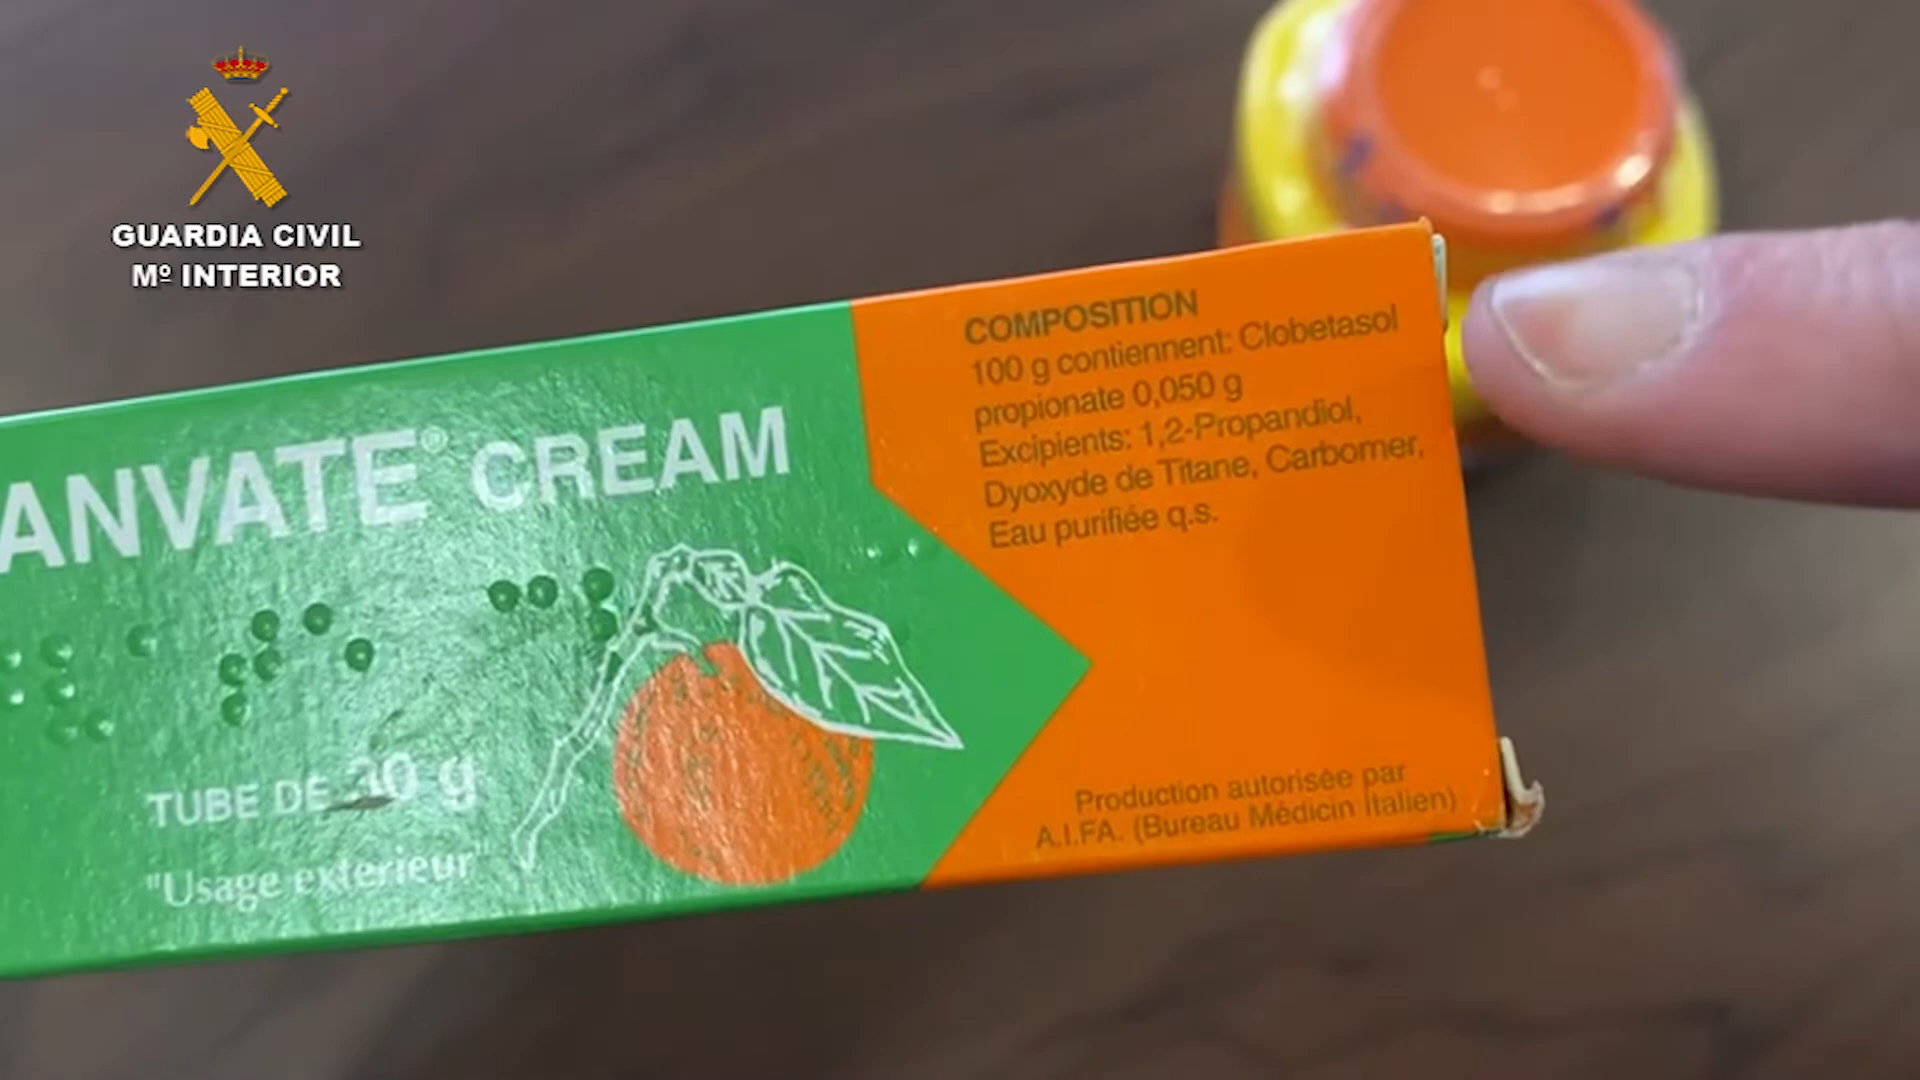 GUARDIA CIVIL
Mº INTERIOR
ANVATE® CREAM
TUBE DE 30 g
"Usage exterieur"
COMPOSITION
100 g contiennent: Clobetasol
propionate 0,050 g
Excipients: 1,2-Propandiol,
Dyoxyde de Titane, Carbomer,
Eau purifiée q.s.
Production autorisée par
A.I.FA. (Bureau Médicin Italien)